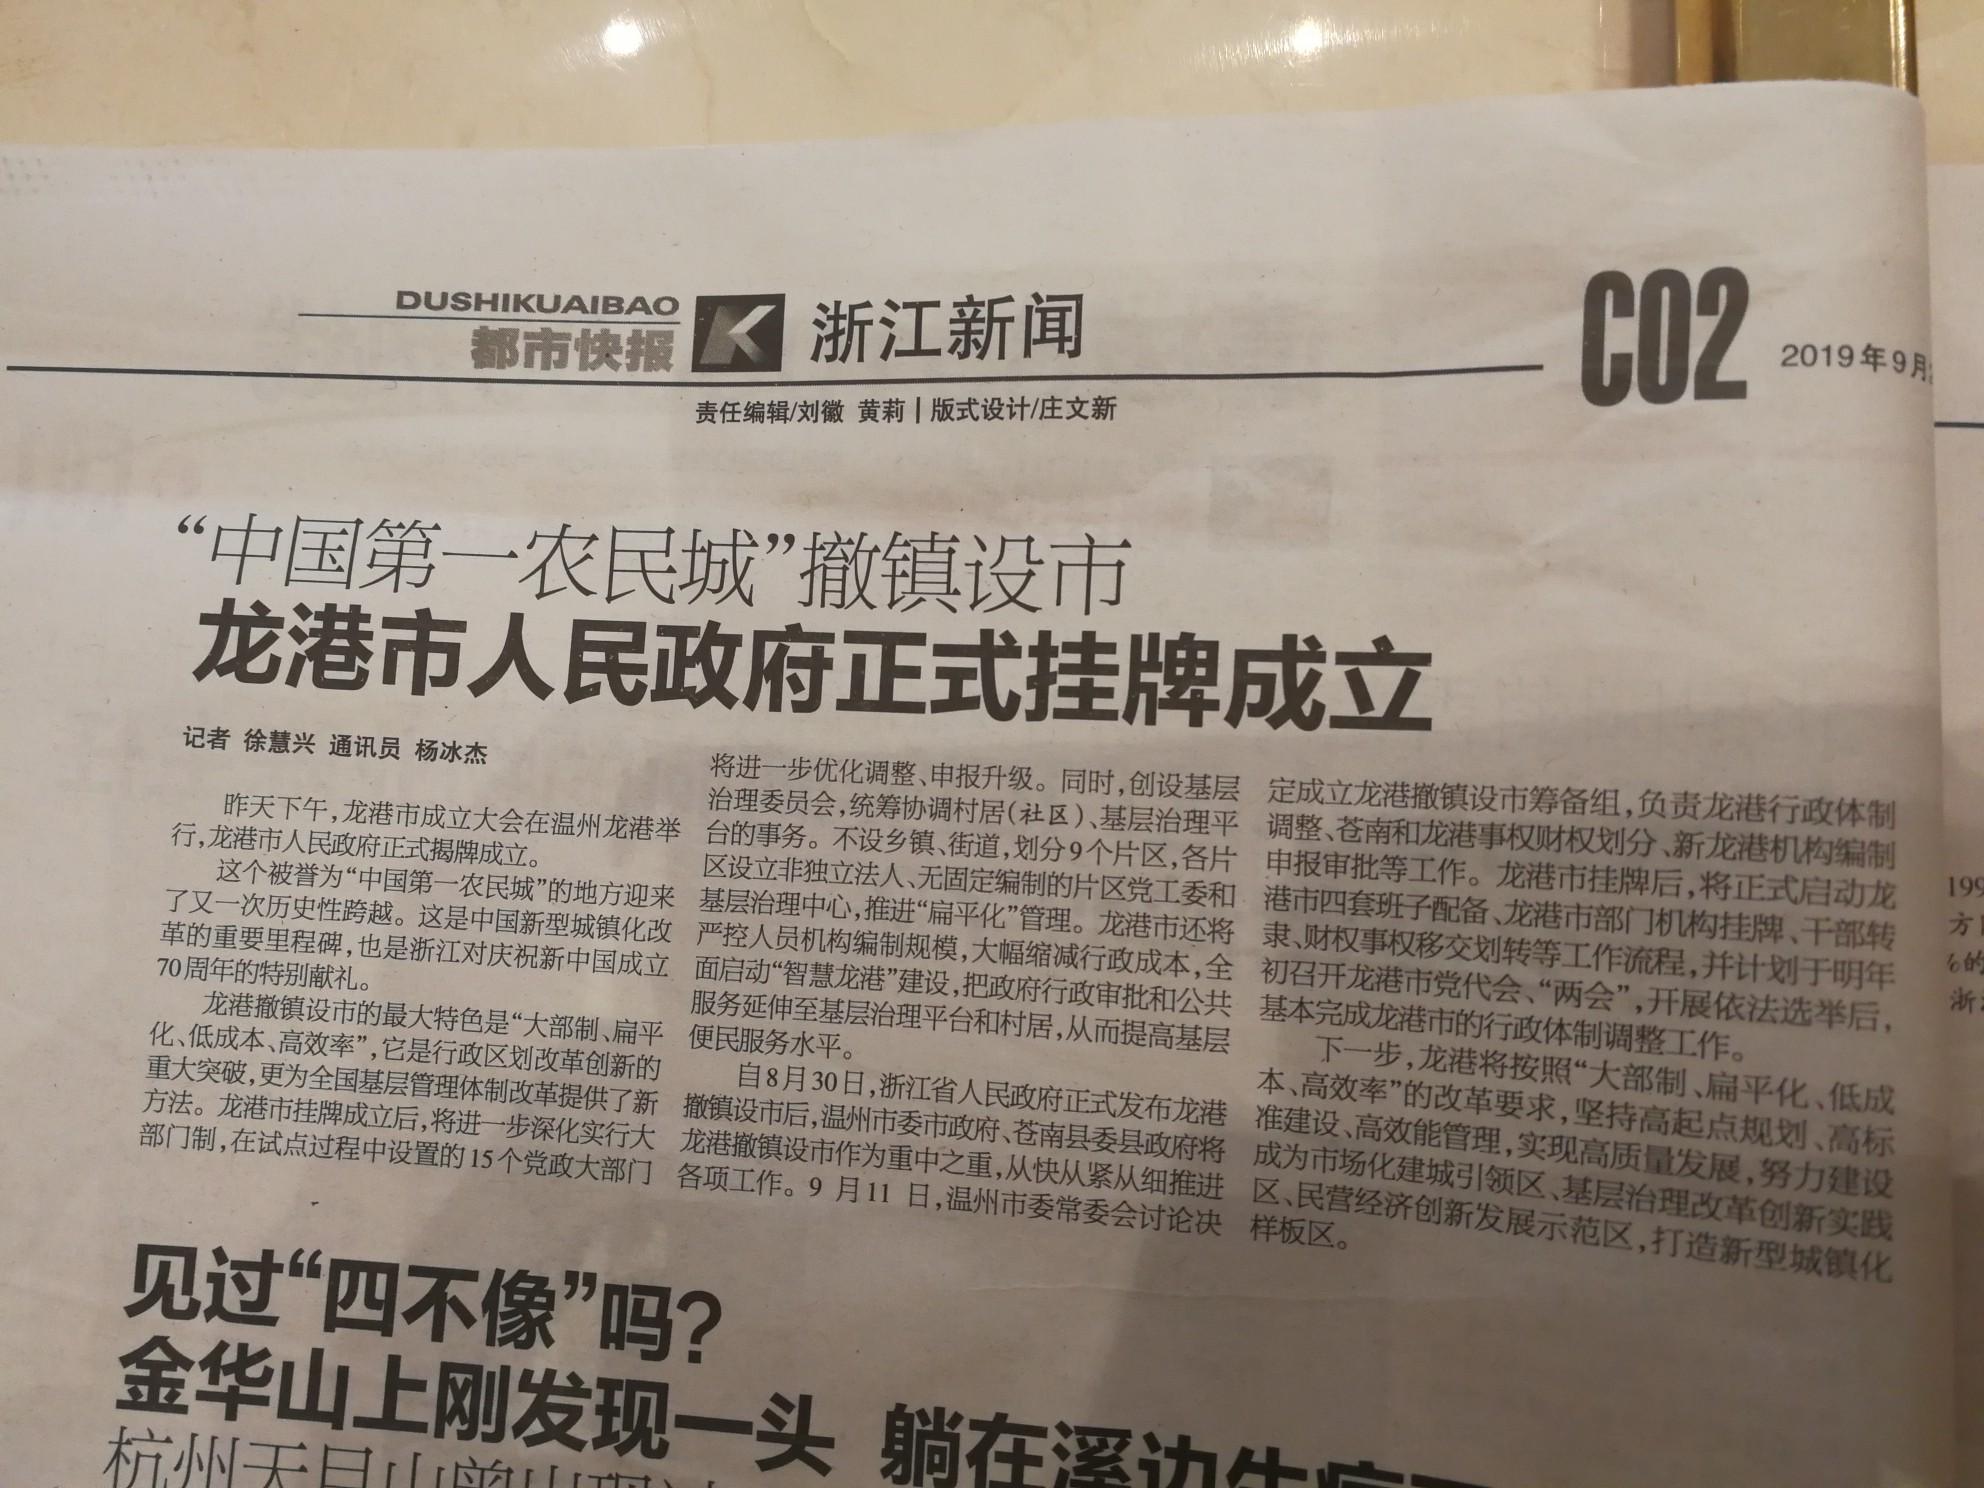 DUSHIKUAIBAO
都市快报
浙江新闻
C02
2019年9月
责任编辑/刘徽 黄莉|版式设计/庄文新
“中国第一农民城”撤镇设市
龙港市人民政府正式挂牌成立
记者 徐慧兴 通讯员 杨冰杰
昨天下午,龙港市成立大会在温州龙港举
行,龙港市人民政府正式揭牌成立。
这个被誉为“中国第一农民城”的地方迎来
了又一次历史性跨越。这是中国新型城镇化改
革的重要里程碑,也是浙江对庆祝新中国成立
70周年的特别献礼。
龙港撤镇设市的最大特色是“大部制、扁平
化、低成本、高效率”,它是行政区划改革创新的
重大突破,更为全国基层管理体制改革提供了新
方法。龙港市挂牌成立后,将进一步深化实行大
部门制,在试点过程中设置的15个党政大部门
将进一步优化调整、申报升级。同时,创设基层
治理委员会,统筹协调村居(社区)、基层治理平
台的事务。不设乡镇、街道,划分9个片区,各片
区设立非独立法人、无固定编制的片区党工委和
基层治理中心,推进“扁平化”管理。龙港市还将
严控人员机构编制规模,大幅缩减行政成本,全
面启动“智慧龙港”建设,把政府行政审批和公共
服务延伸至基层治理平台和村居,从而提高基层
便民服务水平。
自8月30日,浙江省人民政府正式发布龙港
撤镇设市后,温州市委市政府、苍南县委县政府将
龙港撤镇设市作为重中之重,从快从紧从细推进
各项工作。9月11日,温州市委常委会讨论决
定成立龙港撤镇设市筹备组,负责龙港行政体制
调整、苍南和龙港事权财权划分、新龙港机构编制
申报审批等工作。龙港市挂牌后,将正式启动龙
港市四套班子配备、龙港市部门机构挂牌、干部转
隶、财权事权移交划转等工作流程,并计划于明年
初召开龙港市党代会、“两会”,开展依法选举后,
基本完成龙港市的行政体制调整工作。
下一步,龙港将按照“大部制、扁平化、低成
本、高效率”的改革要求,坚持高起点规划、高标
准建设、高效能管理,实现高质量发展,努力建设
成为市场化建城引领区、基层治理改革创新实践
区、民营经济创新发展示范区,打造新型城镇化
样板区。
199
方
的
浙
见过“四不像”吗?
金华山上刚发现一头 躺在溪边生病
杭州天目山曾出现过